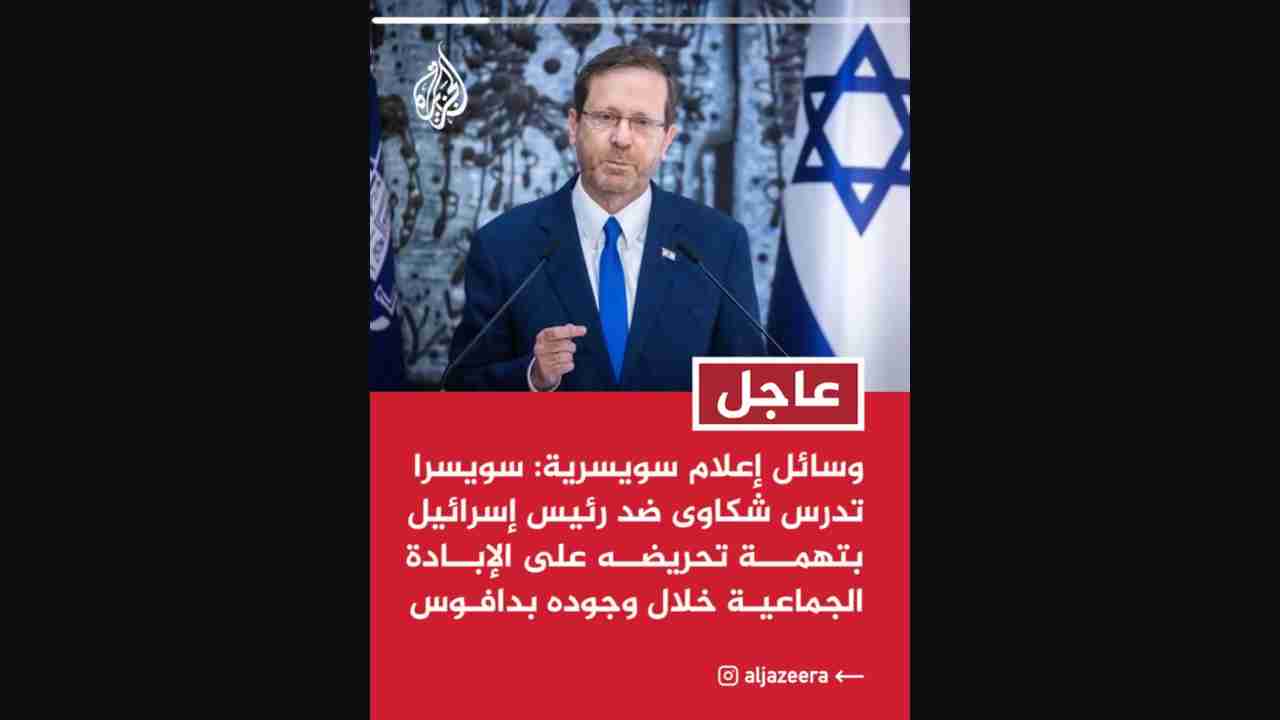 الجزيرة
عاجل
وسائل إعلام سويسرية: سويسرا
تدرس شكاوى ضد رئيس إسرائيل
بتهمة تحريضه على الإبادة
الجماعية خلال وجوده بدافوس
aljazeera